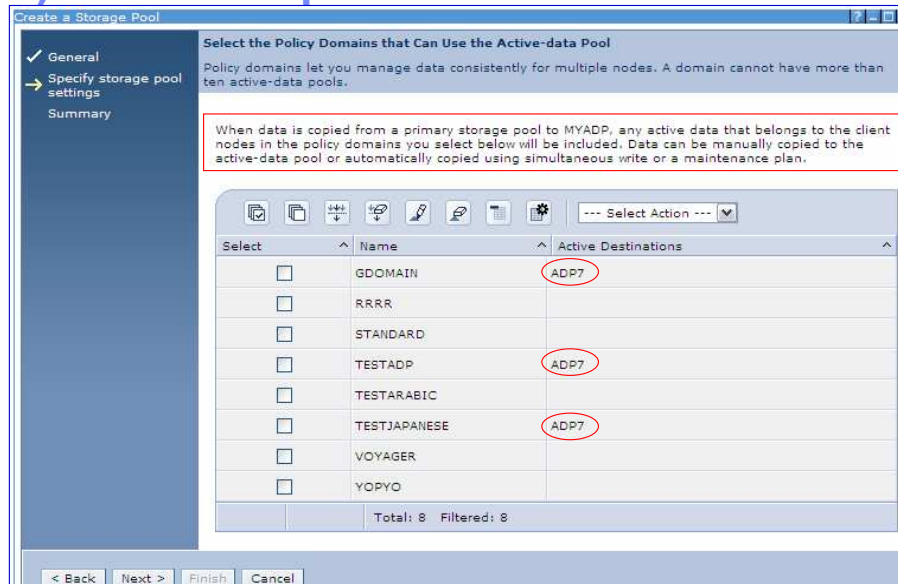 Create a Storage Pool
General
Specify storage pool
settings
Summary
Select the Policy Domains that Can Use the Active-data Pool
Policy domains let you manage data consistently for multiple nodes. A domain cannot have more than
ten active-data pools.
When data is copied from a primary storage pool to MYADP, any active data that belongs to the client
nodes in the policy domains you select below will be included. Data can be manually copied to the
active-data pool or automatically copied using simultaneous write or a maintenance plan.
--- Select Action ---
Select Name Active Destinations
GDOMAIN ADP7
RRRR
STANDARD
TESTADP ADP7
TESTARABIC
TESTJAPANESE ADP7
VOYAGER
YOPYO
Total: 8 Filtered: 8
< Back Next > Finish Cancel